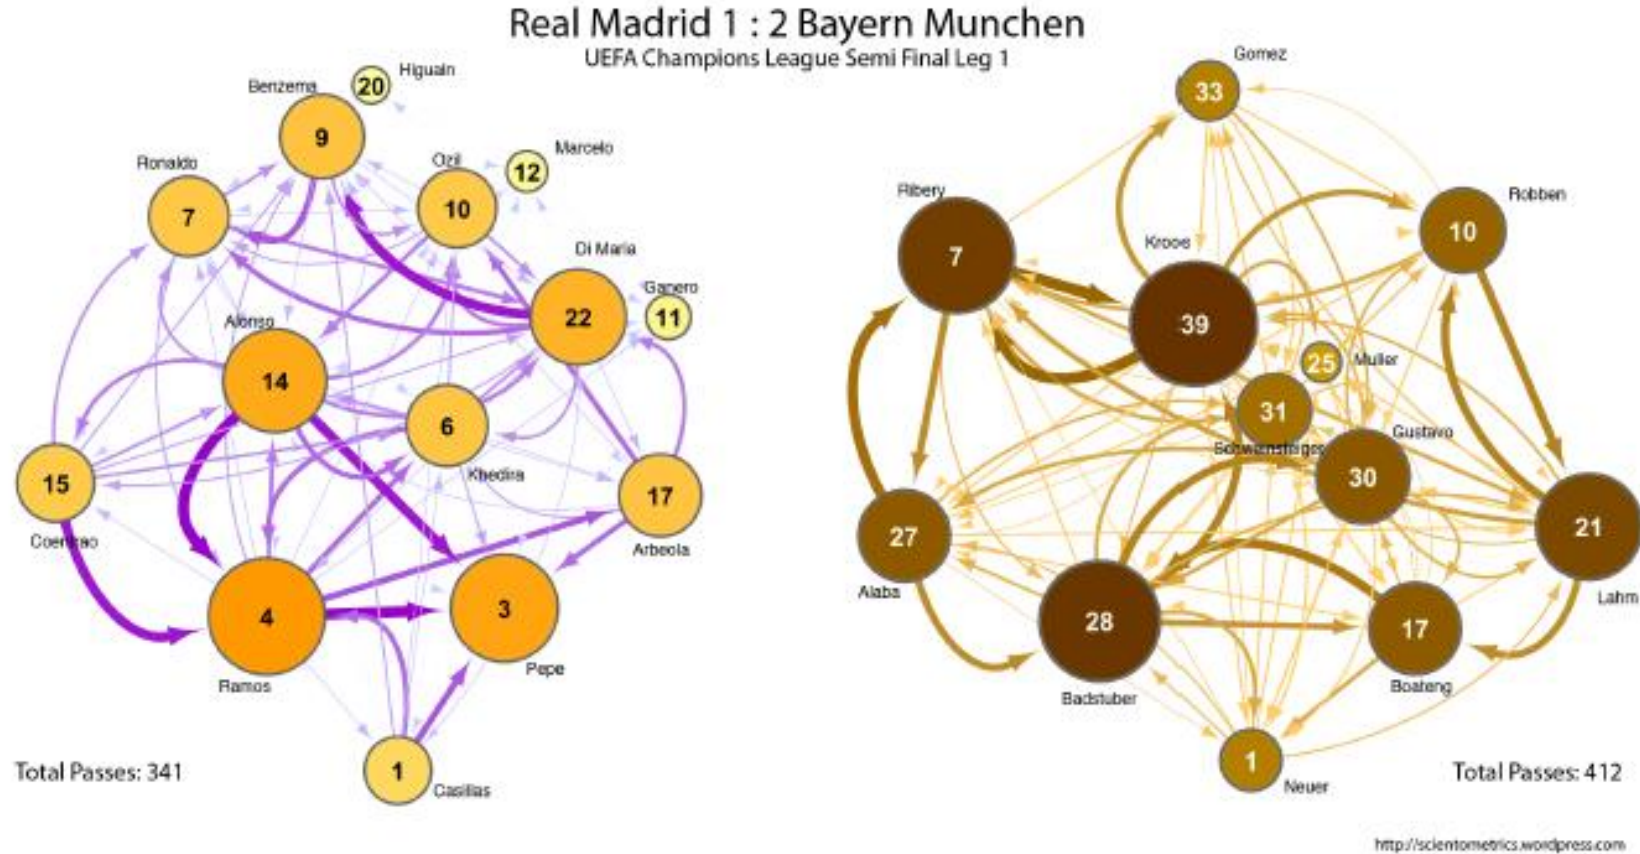 Real Madrid 1 : 2 Bayern Munchen
UEFA Champions League Semi Final Leg 1
Higuain
20
Benzema
9
Ronaldo
7
Ozil
10
Marcelo
12
Di Maria
22
Ganero
11
Alonso
14
6
Khedira
15
Coentrao
17
Arbeola
4
Ramos
3
Pepe
1
Casillas
Total Passes: 341
Gomez
33
Ribery
7
Kroos
39
Robben
10
25
Muller
31
Schweinsteiger
Gustavo
30
27
Alaba
21
Lahm
28
Badstuber
17
Boateng
1
Neuer
Total Passes: 412
http://scientometrics.wordpress.com